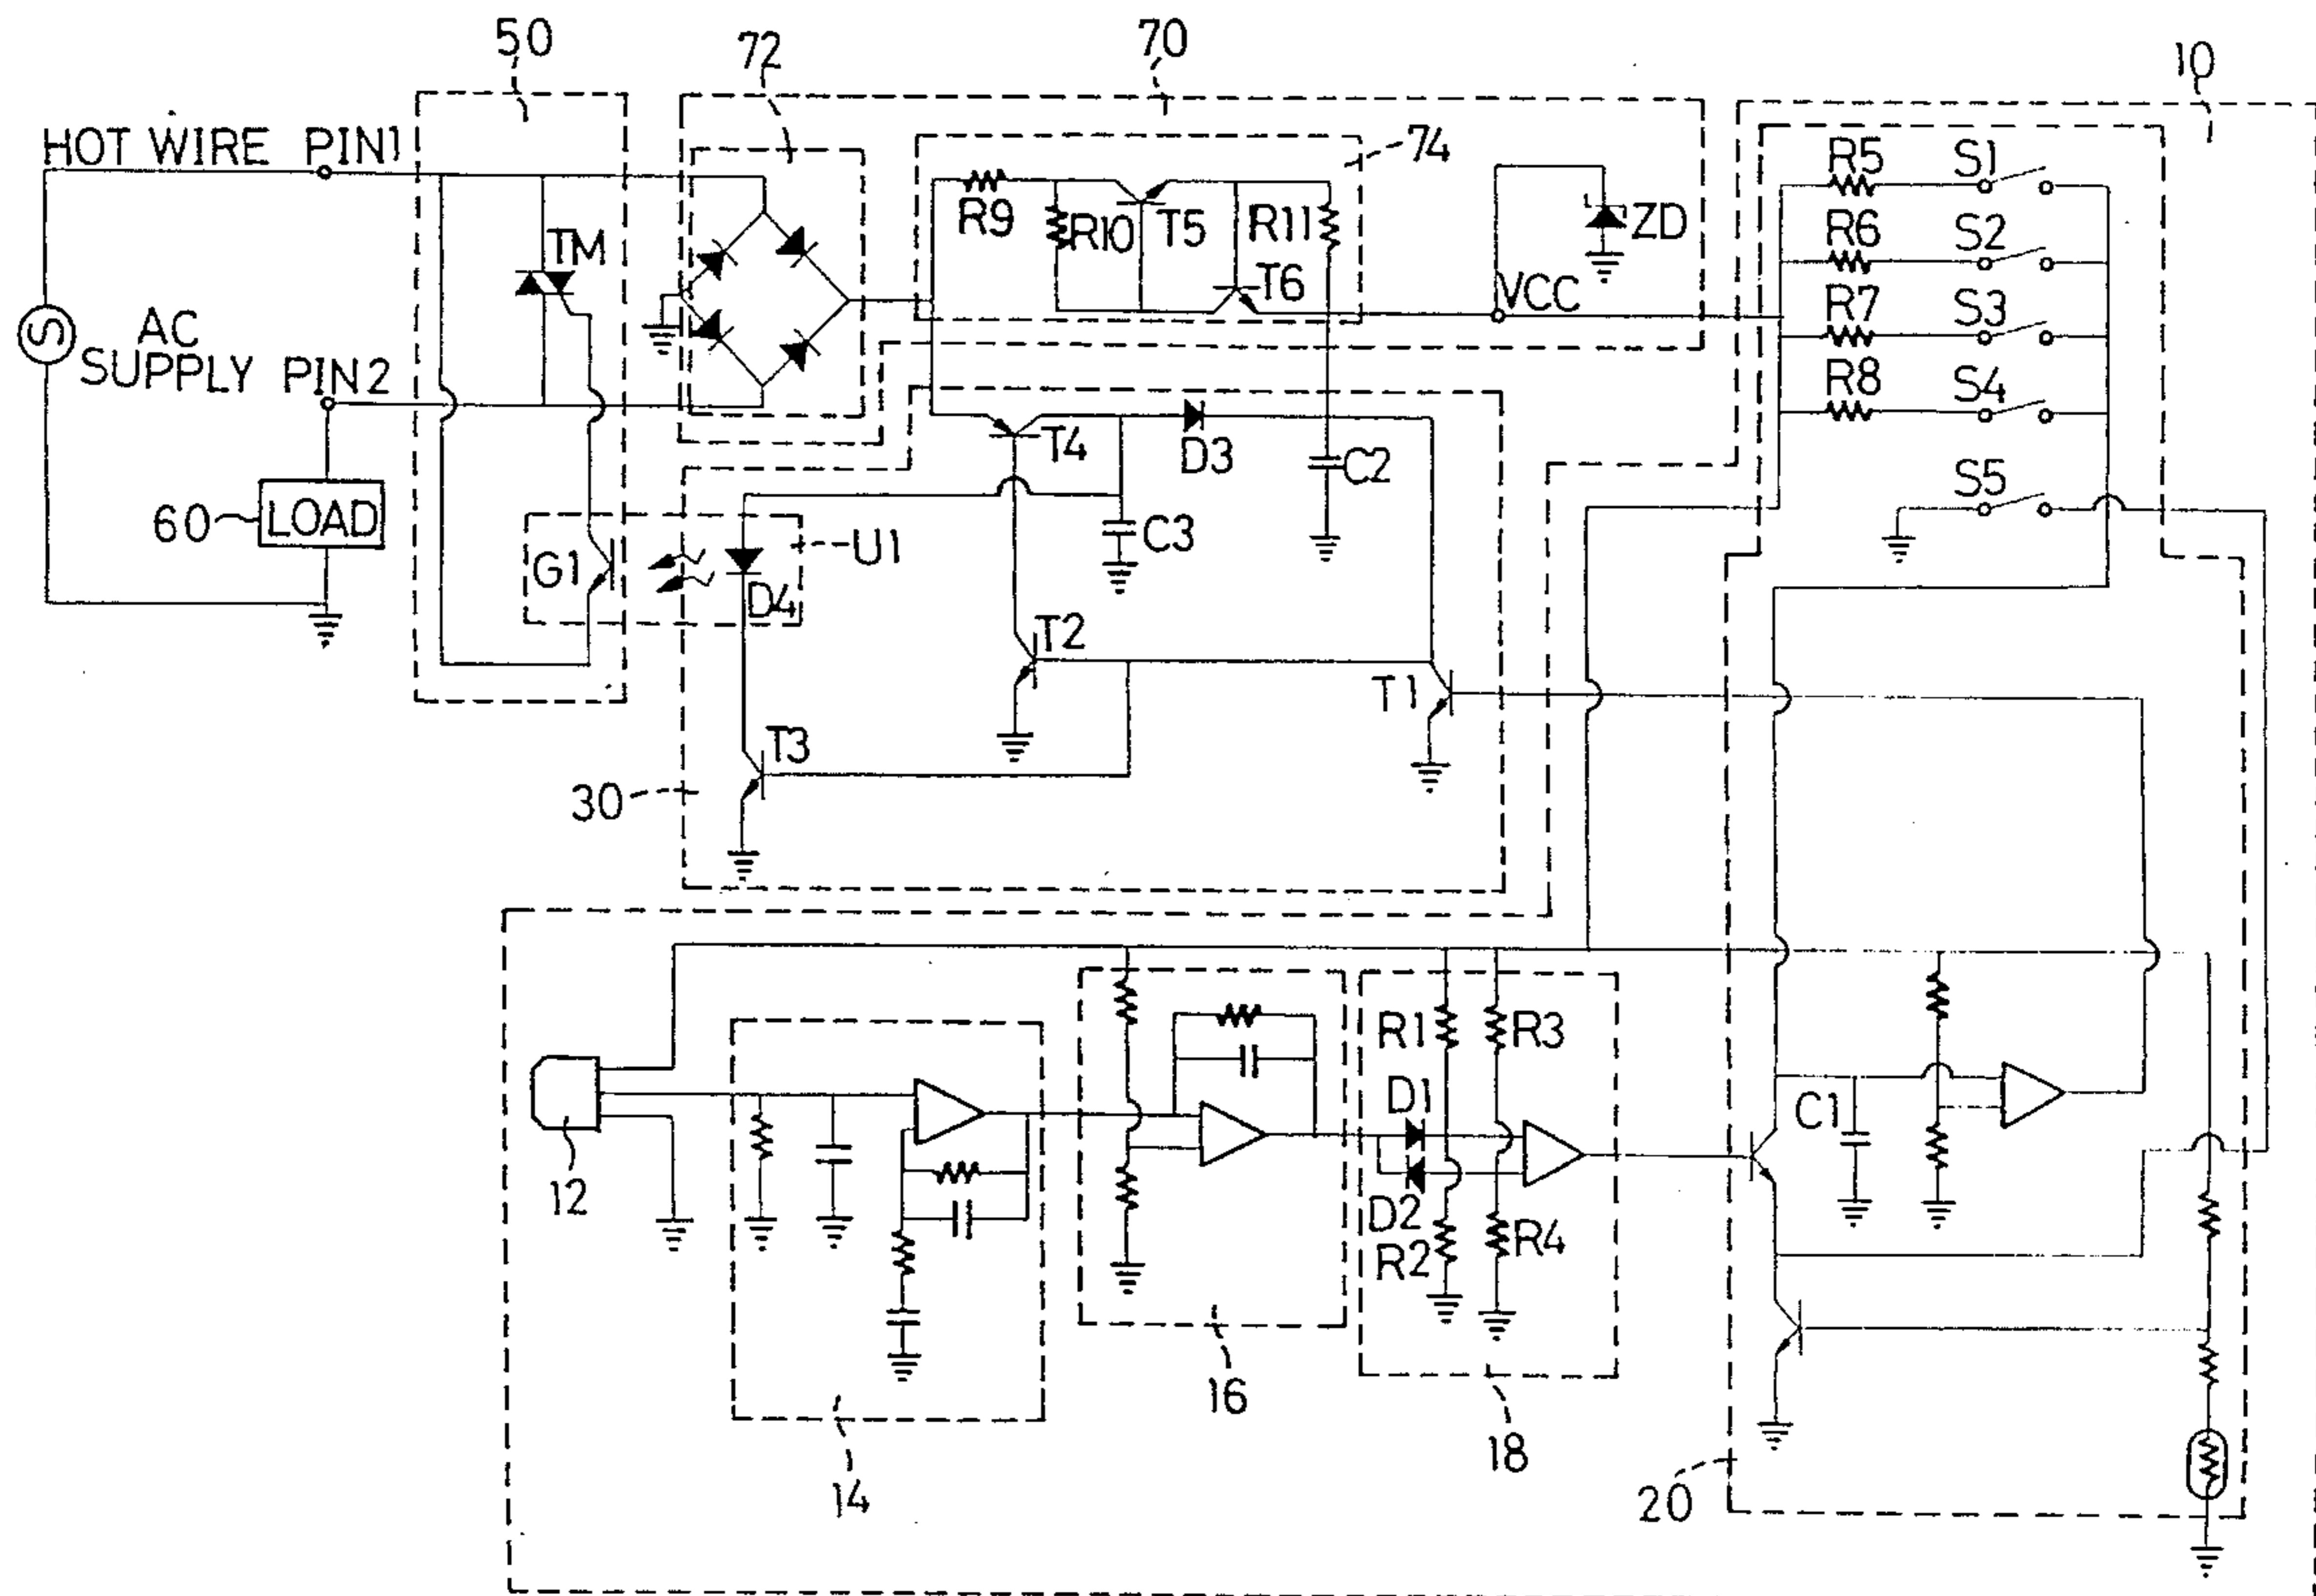 50
72
70
10
HOT WIRE PIN1
74
R5 S1
TM
R9
R10
T5
R11
ZD
R6 S2
S
AC
SUPPLY PIN2
T6
VCC
R7 S3
R8 S4
T4
D3
C2
S5
60 LOAD
G1
U1
C3
D4
T2
T1
T3
30
R1
R3
D1
C1
12
D2
R2
R4
16
18
14
20